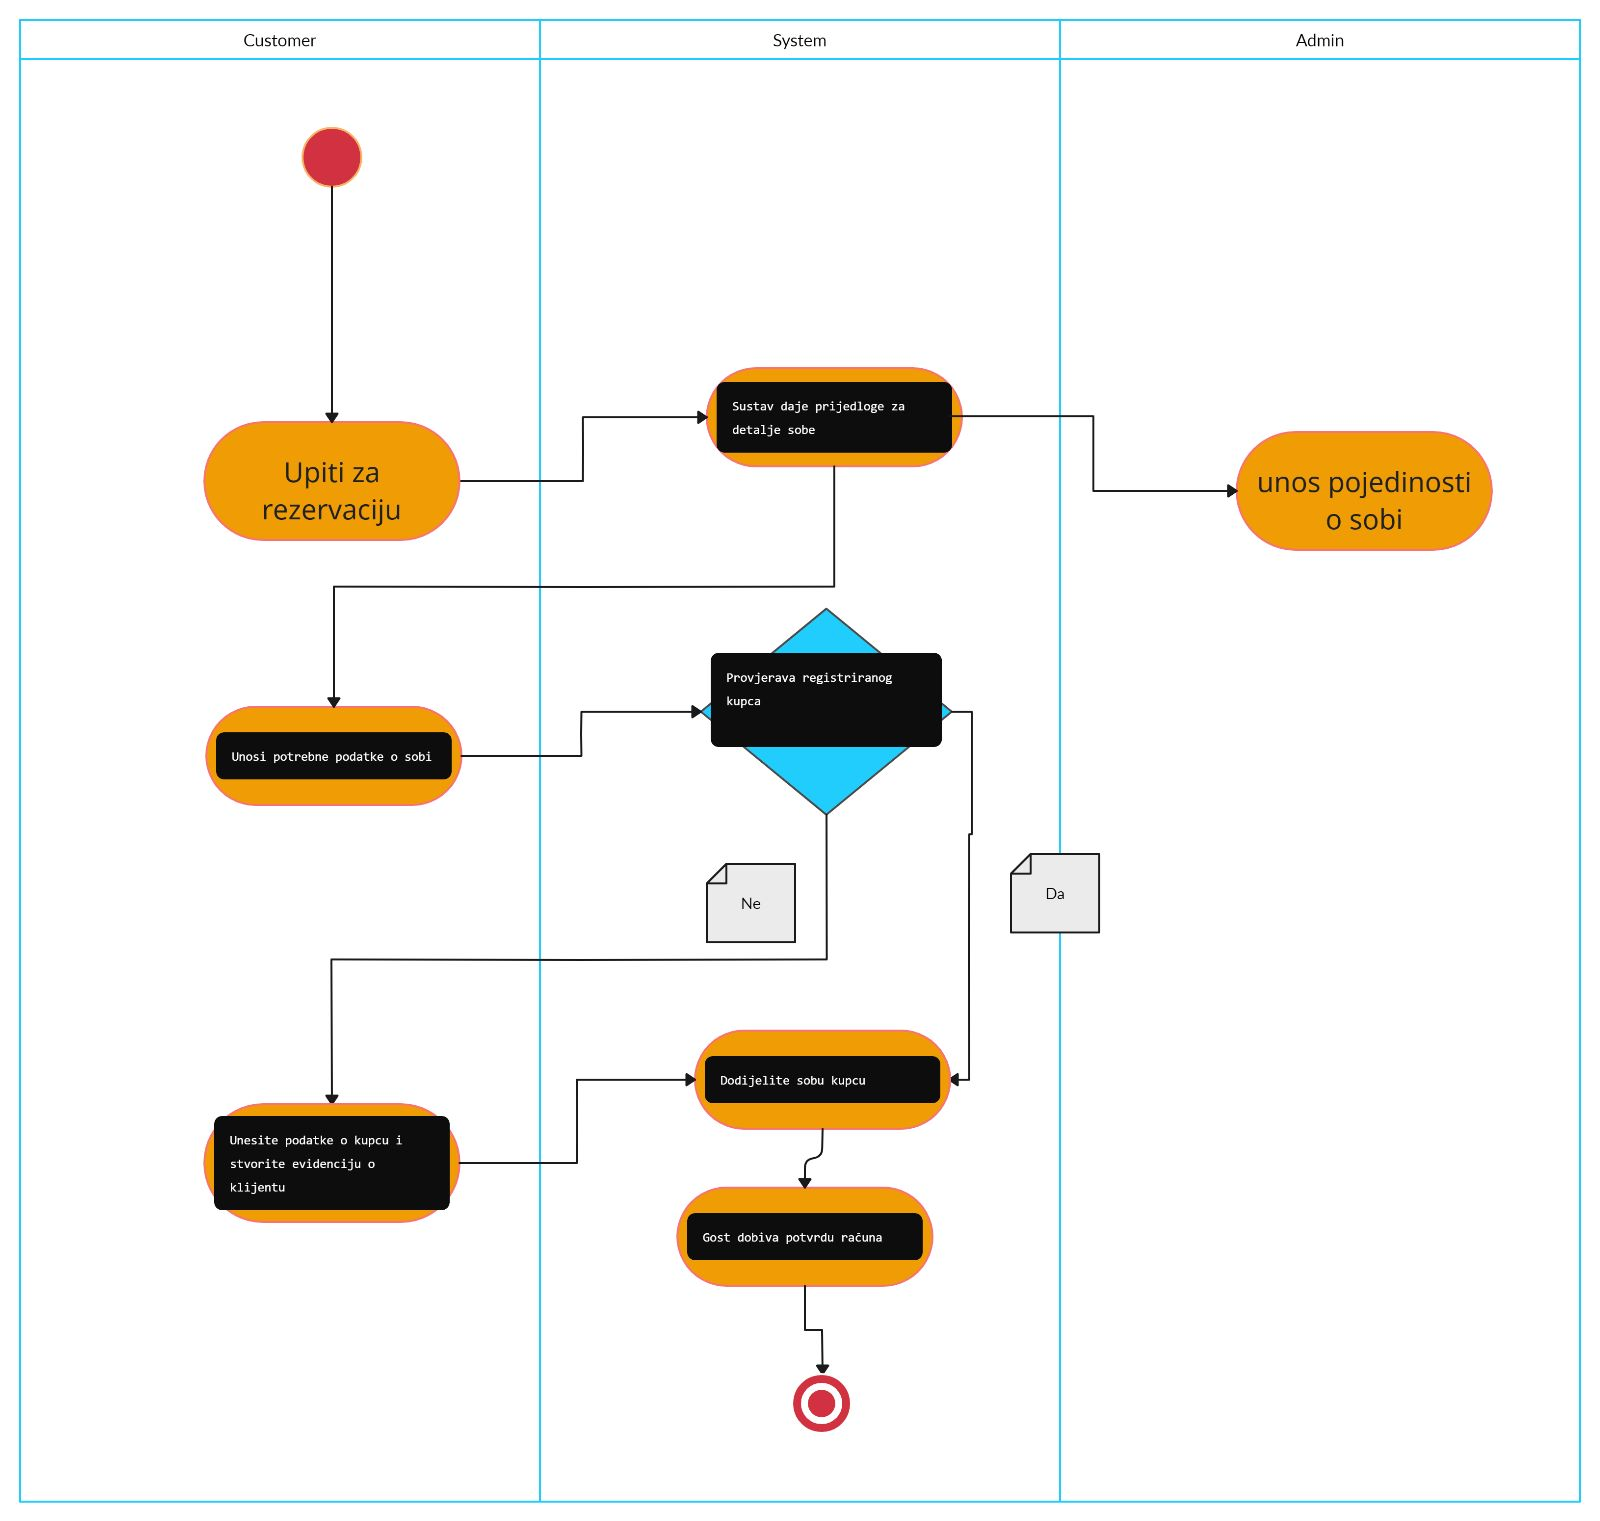 Customer
System
Admin
Sustav daje prijedloge za
detalje sobe
Upiti za
rezervaciju
unos pojedinosti
o sobi
Provjerava registriranog
kupca
Unosi potrebne podatke o sobi
Ne
Da
Dodijelite sobu kupcu
Unesite podatke o kupcu i
stvorite evidenciju o
klijentu
Gost dobiva potvrdu računa